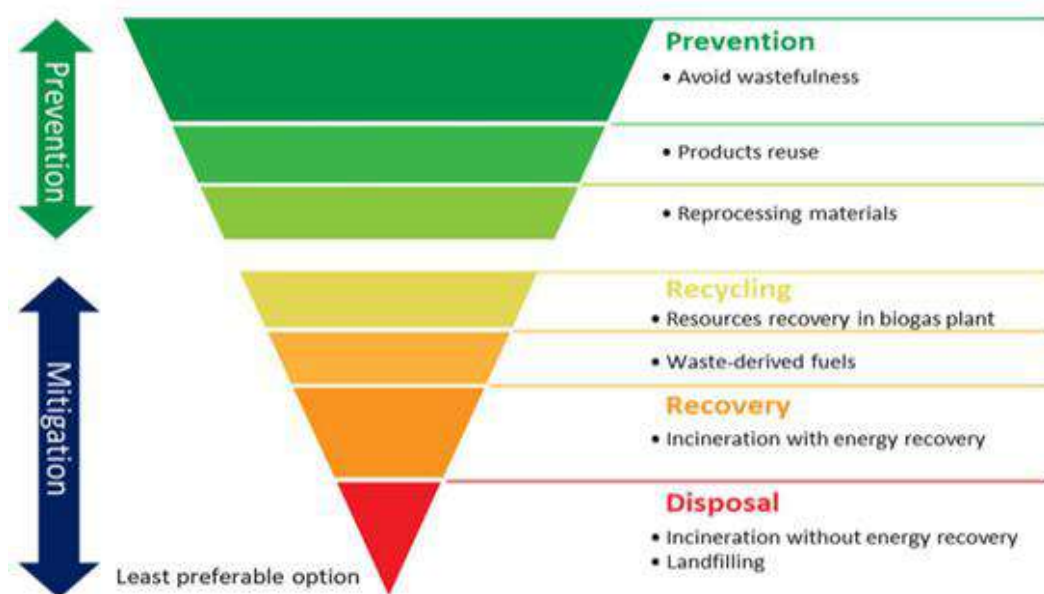 Prevention
Prevention
• Avoid wastefulness
• Products reuse
• Reprocessing materials
Mitigation
Recycling
• Resources recovery in biogas plant
• Waste-derived fuels
Recovery
• Incineration with energy recovery
Disposal
• Incineration without energy recovery
• Landfilling
Least preferable option